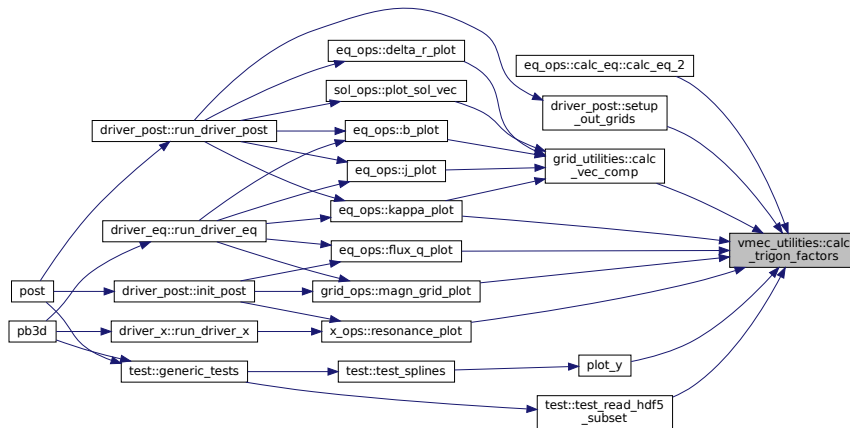 eq_ops::delta_r_plot
eq_ops::calc_eq::calc_eq_2
sol_ops::plot_sol_vec
driver_post::setup
_out_grids
driver_post::run_driver_post
eq_ops::b_plot
grid_utilities::calc
_vec_comp
eq_ops::j_plot
eq_ops::kappa_plot
driver_eq::run_driver_eq
eq_ops::flux_q_plot
vmec_utilities::calc
_trigon_factors
post
driver_post::init_post
grid_ops::magn_grid_plot
pb3d
driver_x::run_driver_x
x_ops::resonance_plot
test::generic_tests
test::test_splines
plot_y
test::test_read_hdf5
_subset